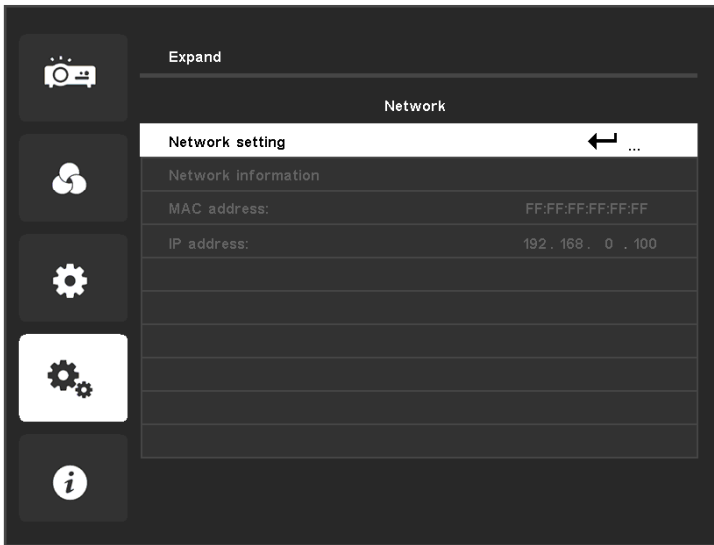 Expand
Network
Network setting ...
Network information
MAC address: FF:FF:FF:FF:FF:FF
IP address: 192 . 168 . 0 . 100
i